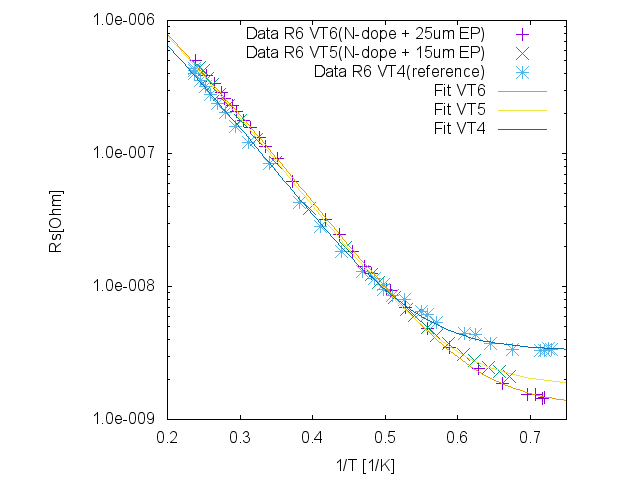 Data R6 VT6(N-dope + 25um EP)
Data R6 VT5(N-dope + 15um EP)
Data R6 VT4(reference)
Fit VT6
Fit VT5
Fit VT4
1.0e-006
1.0e-007
1.0e-008
1.0e-009
Rs[Ohm]
0.2 0.3 0.4 0.5 0.6 0.7
1/T [1/K]